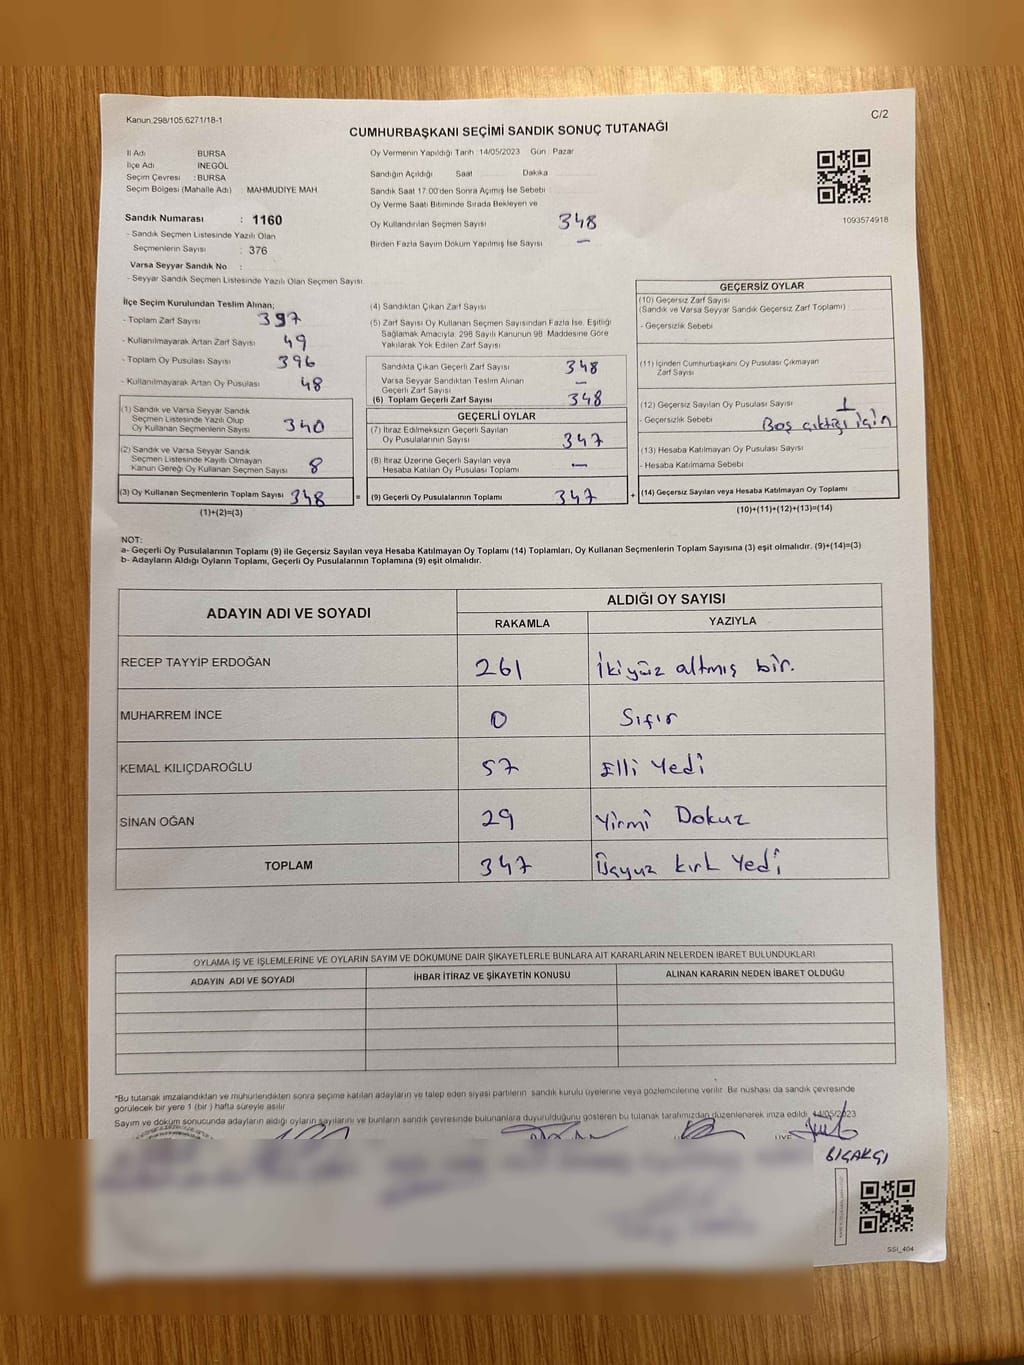 Kanun.298/105.6271/18-1
C/2
CUMHURBAŞKANI SEÇİMİ SANDIK SONUÇ TUTANAĞI
İl Adı BURSA
İlçe Adı İNEGÖL
Seçim Çevresi : BURSA
Seçim Bölgesi (Mahalle Adı) : MAHMUDİYE MAH
Sandık Numarası : 1160
- Sandık Seçmen Listesinde Yazılı Olan
Seçmenlerin Sayısı : 376
Varsa Seyyar Sandık No :
- Seyyar Sandık Seçmen Listesinde Yazılı Olan Seçmen Sayısı
Oy Vermenin Yapıldığı Tarih 14/05/2023 Gün Pazar
Sandığın Açıldığı Saat Dakika
Sandık Saat 17:00'den Sonra Açılmış İse Sebebi
Oy Verme Saati Bitiminde Sırada Bekleyen ve
Oy Kullandırılan Seçmen Sayısı 348
Birden Fazla Sayım Döküm Yapılmış İse Sayısı —
1093574918
İlçe Seçim Kurulundan Teslim Alınan;
- Toplam Zarf Sayısı 397
- Kullanılmayarak Artan Zarf Sayısı 49
- Toplam Oy Pusulası Sayısı 396
- Kullanılmayarak Artan Oy Pusulası 48
(1) Sandık ve Varsa Seyyar Sandık
Seçmen Listesinde Yazılı Olup
Oy Kullanan Seçmenlerin Sayısı 340
(2) Sandık ve Varsa Seyyar Sandık
Seçmen Listesinde Kayıtlı Olmayan
Kanun Gereği Oy Kullanan Seçmen Sayısı 8
(3) Oy Kullanan Seçmenlerin Toplam Sayısı 348
(1)+(2)=(3)
(4) Sandıktan Çıkan Zarf Sayısı
(5) Zarf Sayısı Oy Kullanan Seçmen Sayısından Fazla İse, Eşitliği
Sağlamak Amacıyla, 298 Sayılı Kanunun 98. Maddesine Göre
Yakılarak Yok Edilen Zarf Sayısı
Sandıkta Çıkan Geçerli Zarf Sayısı 348
Varsa Seyyar Sandıktan Teslim Alınan
Geçerli Zarf Sayısı —
(6) Toplam Geçerli Zarf Sayısı 348
GEÇERLİ OYLAR
(7) İtiraz Edilmeksizin Geçerli Sayılan
Oy Pusulalarının Sayısı 347
(8) İtiraz Üzerine Geçerli Sayılan veya
Hesaba Katılan Oy Pusulası Toplamı —
= (9) Geçerli Oy Pusulalarının Toplamı 347 +
GEÇERSİZ OYLAR
(10) Geçersiz Zarf Sayısı
(Sandık ve Varsa Seyyar Sandık Geçersiz Zarf Toplamı)
- Geçersizlik Sebebi
(11) İçinden Cumhurbaşkanı Oy Pusulası Çıkmayan
Zarf Sayısı
(12) Geçersiz Sayılan Oy Pusulası Sayısı 1
- Geçersizlik Sebebi Boş çıktığı için
(13) Hesaba Katılmayan Oy Pusulası Sayısı
- Hesaba Katılmama Sebebi
(14) Geçersiz Sayılan veya Hesaba Katılmayan Oy Toplamı
(10)+(11)+(12)+(13)=(14)
NOT:
a- Geçerli Oy Pusulalarının Toplamı (9) ile Geçersiz Sayılan veya Hesaba Katılmayan Oy Toplamı (14) Toplamları, Oy Kullanan Seçmenlerin Toplam Sayısına (3) eşit olmalıdır. (9)+(14)=(3)
b- Adayların Aldığı Oyların Toplamı, Geçerli Oy Pusulalarının Toplamına (9) eşit olmalıdır.
ADAYIN ADI VE SOYADI ALDIĞI OY SAYISI
RAKAMLA YAZIYLA
RECEP TAYYİP ERDOĞAN 261 İkiyüz altmış bir.
MUHARREM İNCE 0 Sıfır
KEMAL KILIÇDAROĞLU 57 Elli Yedi
SİNAN OĞAN 29 Yirmi Dokuz
TOPLAM 347 Üçyüz kırk Yedi
OYLAMA İŞ VE İŞLEMLERİNE VE OYLARIN SAYIM VE DÖKÜMÜNE DAİR ŞİKAYETLERLE BUNLARA AİT KARARLARIN NELERDEN İBARET BULUNDUKLARI
ADAYIN ADI VE SOYADI İHBAR İTİRAZ VE ŞİKAYETİN KONUSU ALINAN KARARIN NEDEN İBARET OLDUĞU
*Bu tutanak imzalandıktan ve mühürlendikten sonra seçime katılan adayların ve talep eden siyasi partilerin sandık kurulu üyelerine veya gözlemcilerine verilir. Bir nüshası da sandık çevresinde
görülecek bir yere 1 (bir) hafta süreyle asılır
Sayım ve döküm sonucunda adayların aldığı oyların sayılarını ve bunların sandık çevresinde bulunanlara duyurulduğunu gösteren bu tutanak tarafımızdan düzenlenerek imza edildi. 14/05/2023
BIÇAKÇI
SSI_404